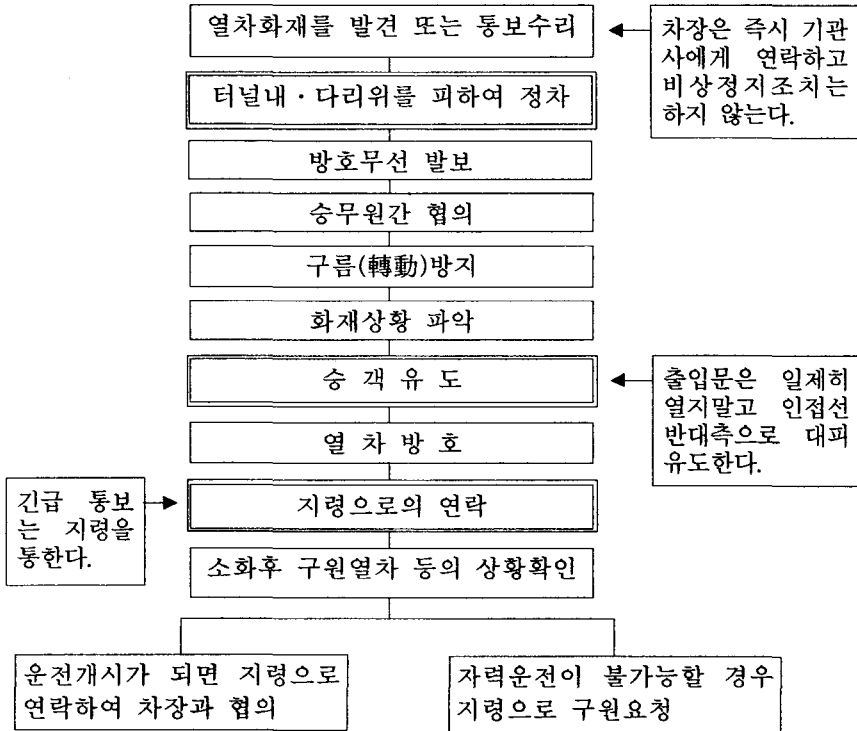 열차화재를 발견 또는 통보수리
차장은 즉시 기관
사에게 연락하고
비상정지조치는
하지 않는다.
터널내 · 다리위를 피하여 정차
방호무선 발보
승무원간 협의
구름(轉動)방지
화재상황 파악
승 객 유 도
출입문은 일제히
열지말고 인접선
반대측으로 대피
유도한다.
열 차 방 호
긴급 통보
는 지령을
통한다.
지령으로의 연락
소화후 구원열차 등의 상황확인
운전개시가 되면 지령으로
연락하여 차장과 협의
자력운전이 불가능할 경우
지령으로 구원요청